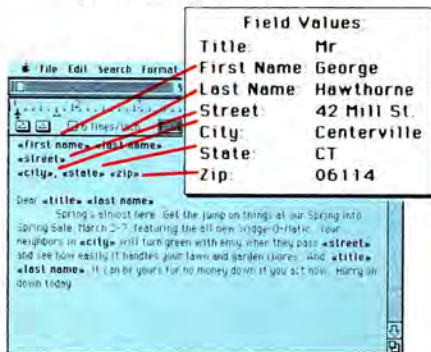 Field Values
Title: Mr
First Name: George
Last Name: Hawthorne
Street: 42 Mill St.
City: Centerville
State: CT
Zip: 06114
File Edit Search Format
6 lines/inch
«first name» «last name»
«street»
«city», «state» «zip»
Dear «title» «last name»
Spring's almost here. Get the jump on things at our Spring into
Spring Sale, March 2-7, featuring the all new Widge-O-Matic. Your
neighbors in «city» will turn green with envy when they pass «street»
and see how easily it handles your lawn and garden chores. And «title»
«last name», it can be yours for no money down if you act now. Hurry on
down today.